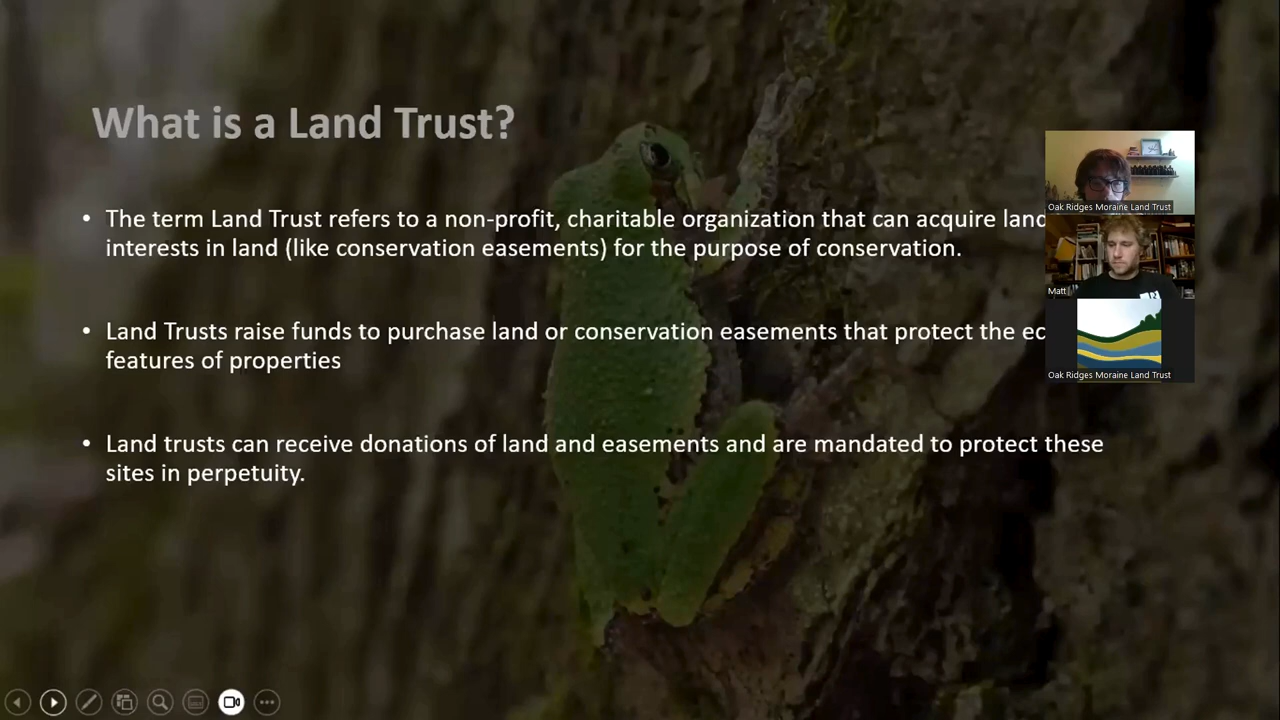 What is a Land Trust?
• The term Land Trust refers to a non-profit, charitable organization that can acquire land
interests in land (like conservation easements) for the purpose of conservation.
• Land Trusts raise funds to purchase land or conservation easements that protect the ec
features of properties
• Land trusts can receive donations of land and easements and are mandated to protect these
sites in perpetuity.
Oak Ridges Moraine Land Trust
Matt
Oak Ridges Moraine Land Trust